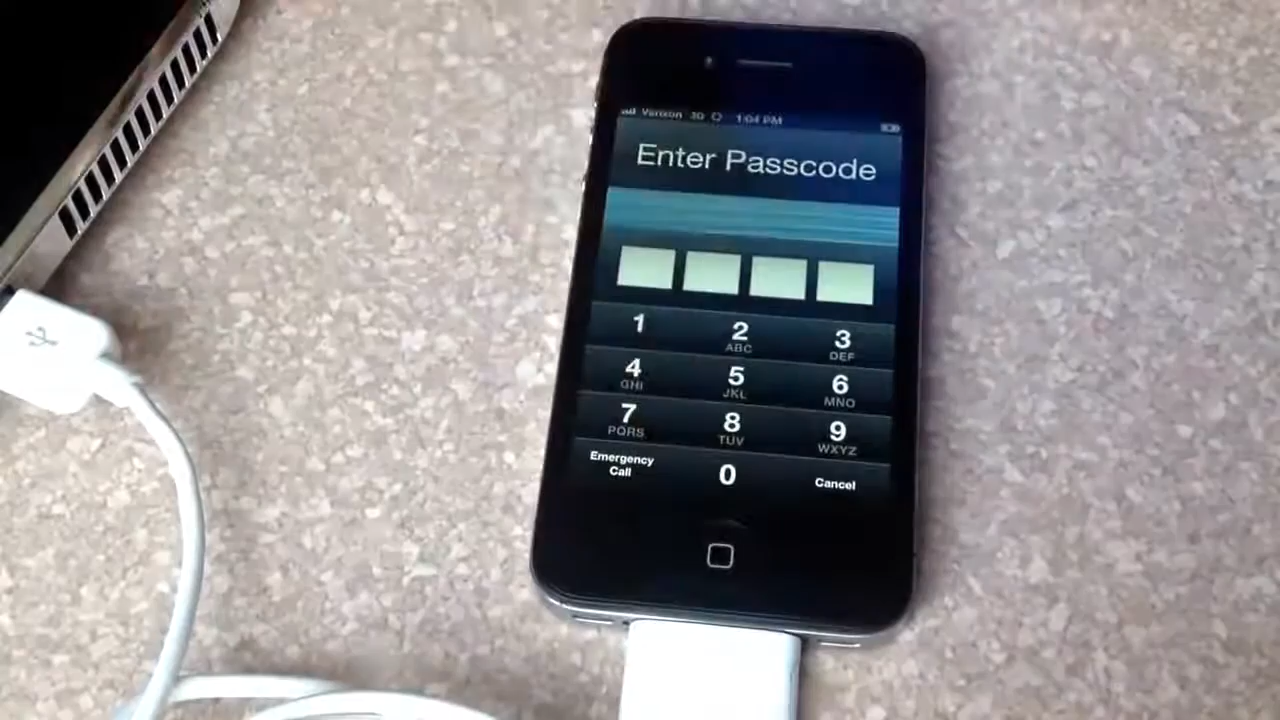 Verizon 3G 1:04 PM
Enter Passcode
1 2 3
ABC DEF
4 5 6
GHI JKL MNO
7 8 9
PQRS TUV WXYZ
Emergency
Call 0 Cancel